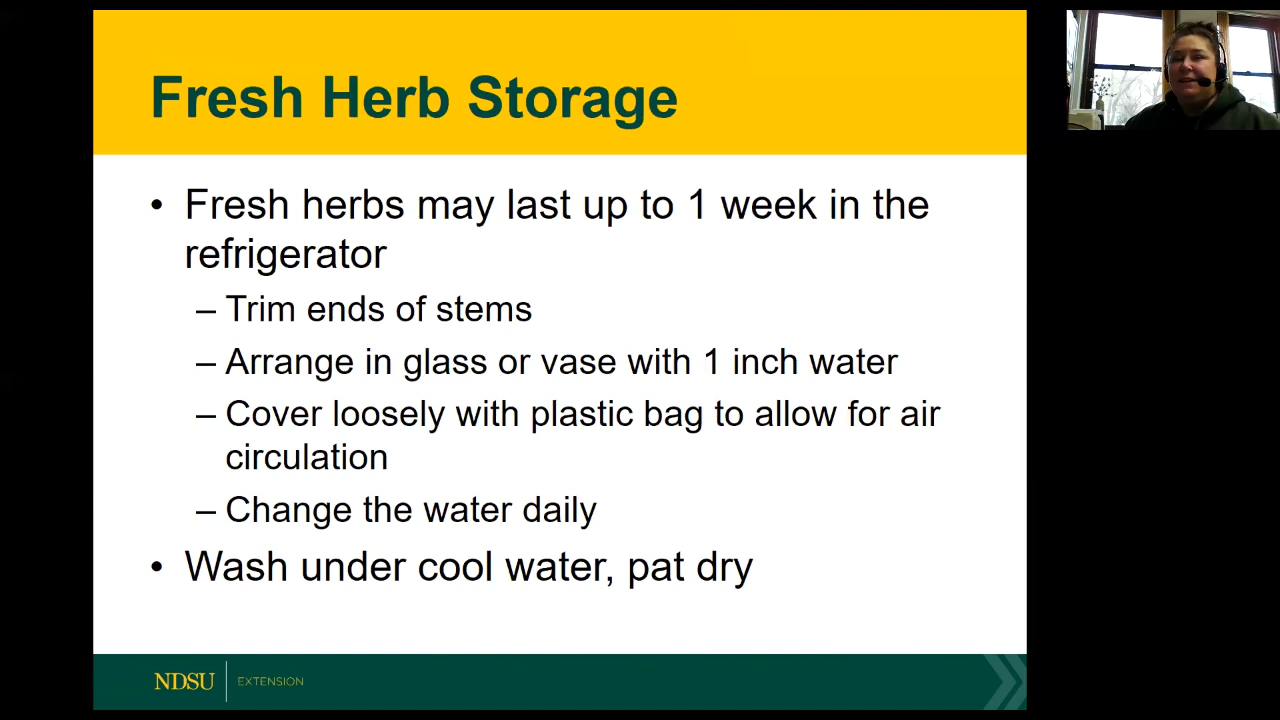 Fresh Herb Storage
• Fresh herbs may last up to 1 week in the
refrigerator
– Trim ends of stems
– Arrange in glass or vase with 1 inch water
– Cover loosely with plastic bag to allow for air
circulation
– Change the water daily
• Wash under cool water, pat dry
NDSU EXTENSION